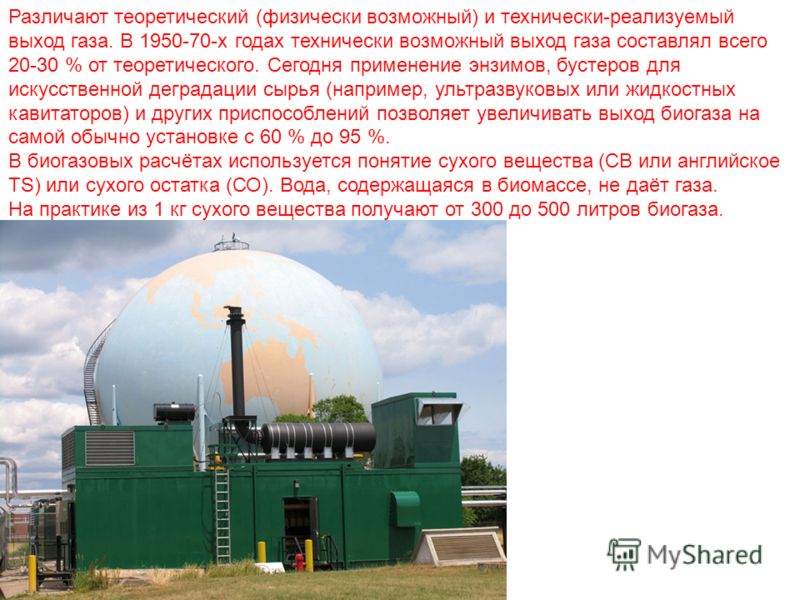 Различают теоретический (физически возможный) и технически-реализуемый
выход газа. В 1950-70-х годах технически возможный выход газа составлял всего
20-30 % от теоретического. Сегодня применение энзимов, бустеров для
искусственной деградации сырья (например, ультразвуковых или жидкостных
кавитаторов) и других приспособлений позволяет увеличивать выход биогаза на
самой обычно установке с 60 % до 95 %.
В биогазовых расчётах используется понятие сухого вещества (СВ или английское
TS) или сухого остатка (СО). Вода, содержащаяся в биомассе, не даёт газа.
На практике из 1 кг сухого вещества получают от 300 до 500 литров биогаза.
MyShared